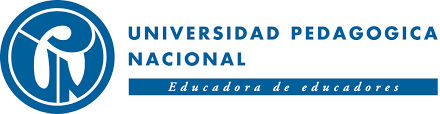 UNIVERSIDAD PEDAGOGICA
NACIONAL
Educadora de educadores